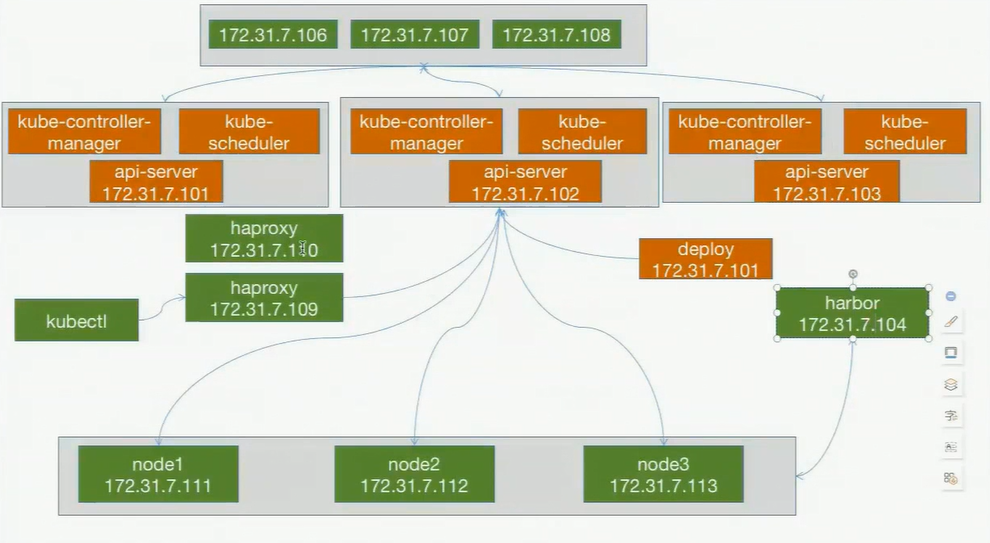 172.31.7.106 172.31.7.107 172.31.7.108
kube-controller-
manager
kube-
scheduler
api-server
172.31.7.101
kube-controller-
manager
kube-
scheduler
api-server
172.31.7.102
kube-controller-
manager
kube-
scheduler
api-server
172.31.7.103
haproxy
172.31.7.110
haproxy
172.31.7.109
kubectl
deploy
172.31.7.101
harbor
172.31.7.104
字
A
node1
172.31.7.111
node2
172.31.7.112
node3
172.31.7.113